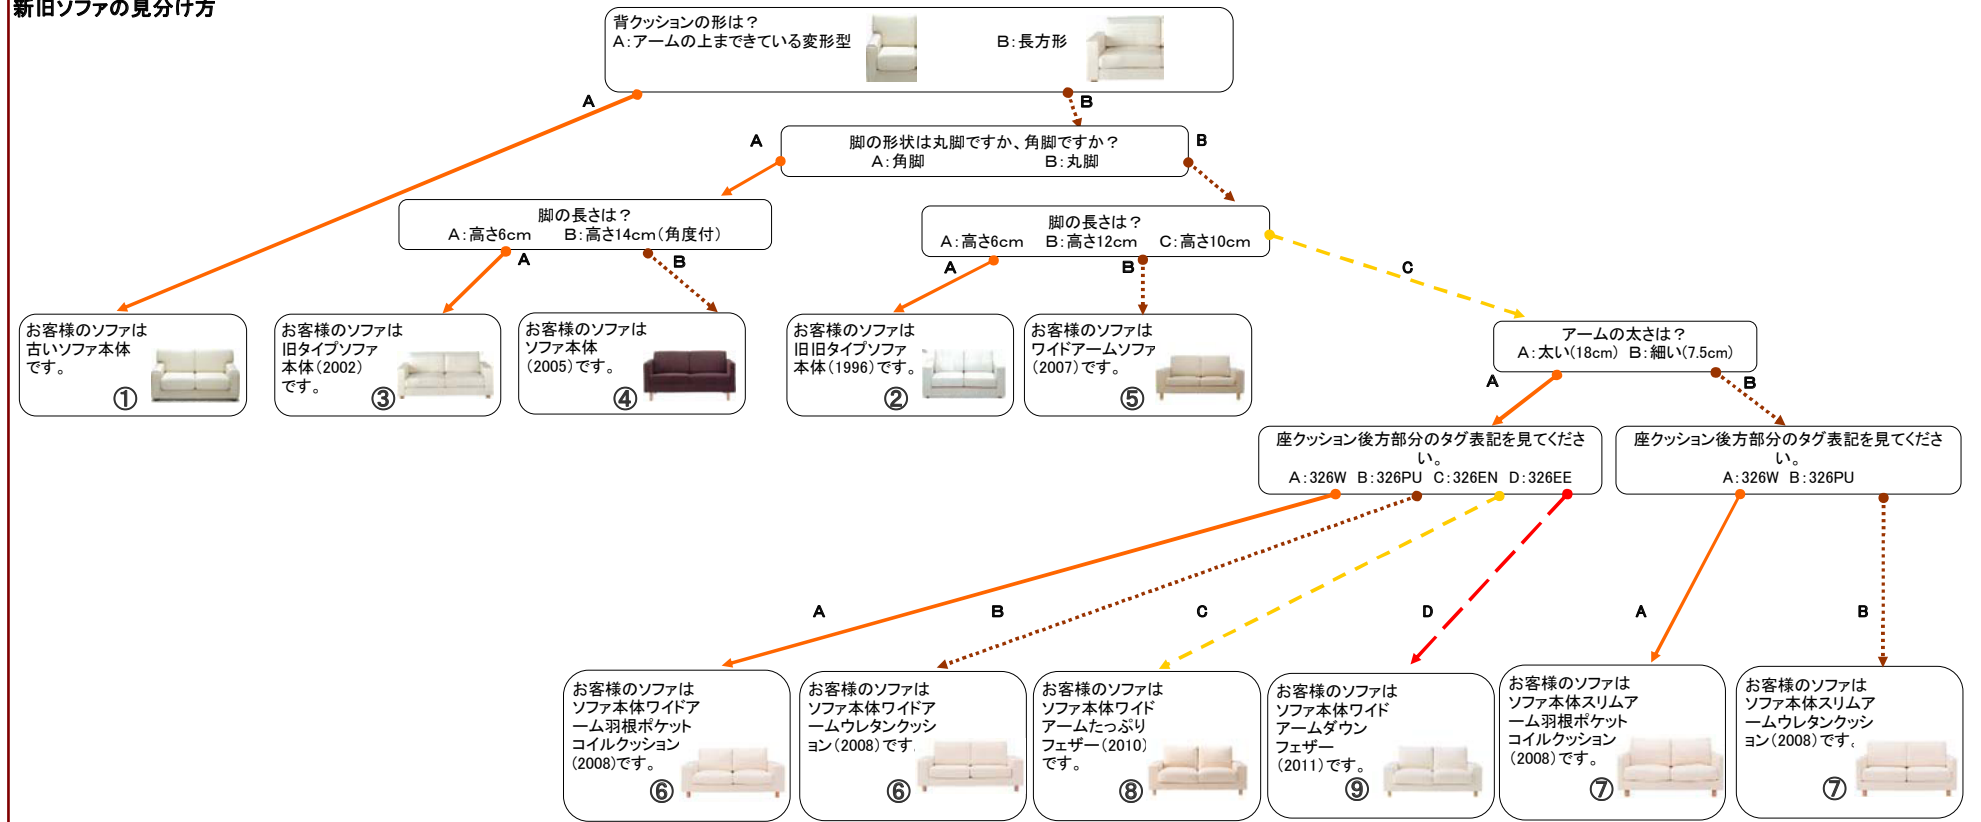 新旧ソファの見分け方
背クッションの形は？
A：アームの上まできている変形型
B：長方形
A
B
脚の形状は丸脚ですか、角脚ですか？
A：角脚 B：丸脚
A
B
脚の長さは？
A：高さ6cm B：高さ14cm（角度付）
A
B
脚の長さは？
A：高さ6cm B：高さ12cm C：高さ10cm
A
B
C
お客様のソファは
古いソファ本体
です。
①
お客様のソファは
旧タイプソファ
本体（2002）
です。
③
お客様のソファは
ソファ本体
（2005）です。
④
お客様のソファは
旧旧タイプソファ
本体（1996）です。
②
お客様のソファは
ワイドアームソファ
（2007）です。
⑤
アームの太さは？
A：太い（18cm） B：細い（7.5cm）
A
B
座クッション後方部分のタグ表記を見てくださ
い。
A：326W B：326PU C：326EN D：326EE
座クッション後方部分のタグ表記を見てくださ
い。
A：326W B：326PU
A
B
C
D
A
B
お客様のソファは
ソファ本体ワイドア
ーム羽根ポケット
コイルクッション
（2008）です。
⑥
お客様のソファは
ソファ本体ワイドア
ームウレタンクッシ
ョン（2008）です。
⑥
お客様のソファは
ソファ本体ワイド
アームたっぷり
フェザー（2010）
です。
⑧
お客様のソファは
ソファ本体ワイド
アームダウン
フェザー
（2011）です。
⑨
お客様のソファは
ソファ本体スリムア
ーム羽根ポケット
コイルクッション
（2008）です。
⑦
お客様のソファは
ソファ本体スリムア
ームウレタンクッシ
ョン（2008）です。
⑦